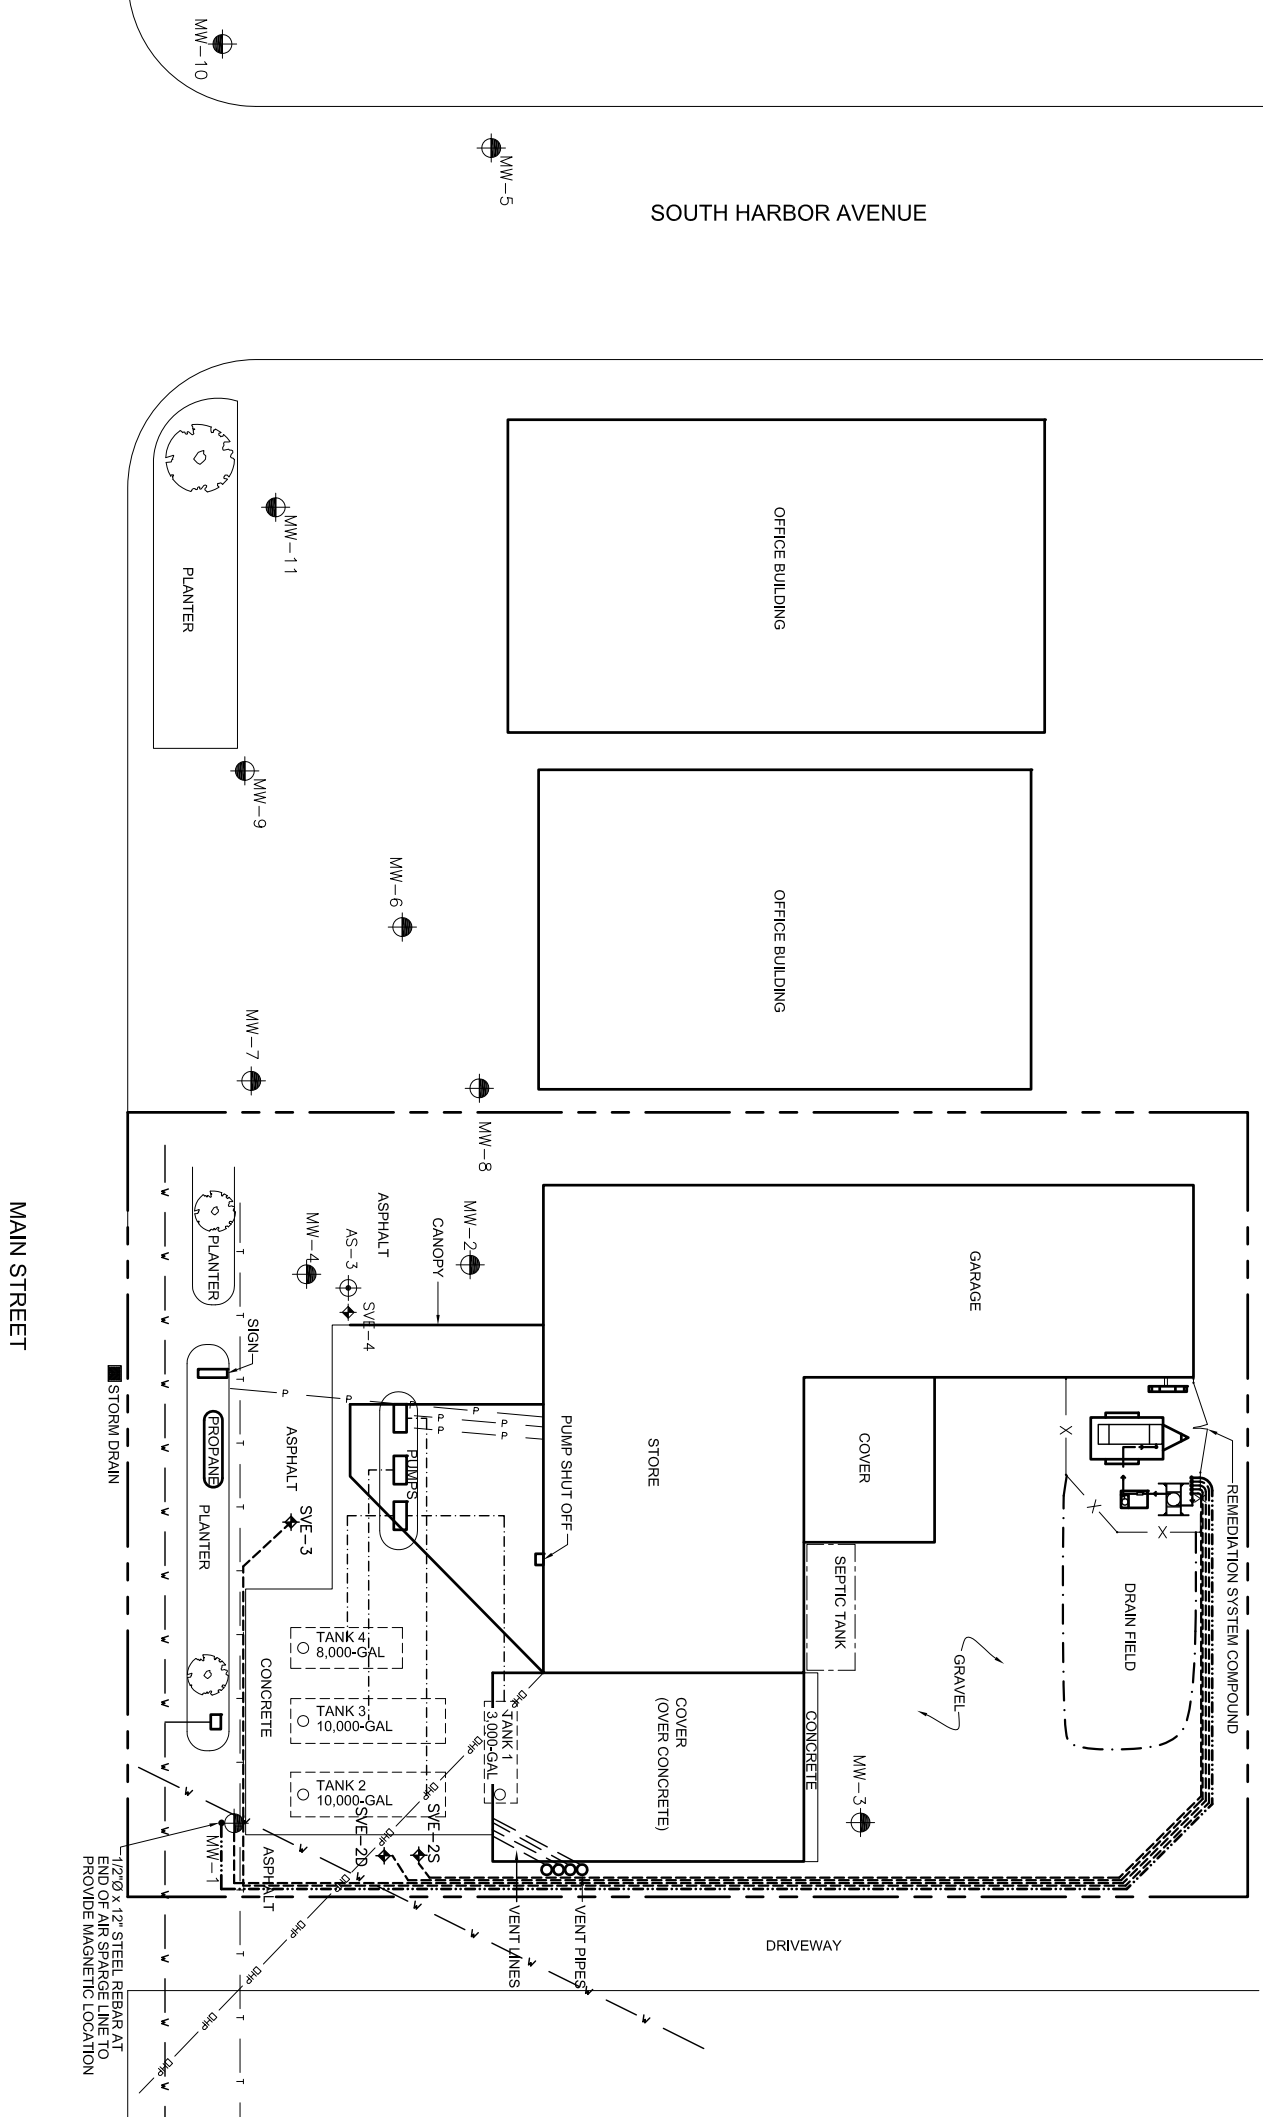 MW-10
MW-5
SOUTH HARBOR AVENUE
OFFICE BUILDING
MW-11
PLANTER
MW-9
MW-6
OFFICE BUILDING
MW-7
MW-8
MAIN STREET
MW-2
ASPHALT
CANOPY
MW-4
AS-3
SVE-4
PLANTER
SIGN
GARAGE
STORM DRAIN
PROPANE
ASPHALT
PUMPS
PUMP SHUT OFF
STORE
COVER
REMEDIATION SYSTEM COMPOUND
SVE-3
PLANTER
SEPTIC TANK
DRAIN FIELD
TANK 4
8,000-GAL
CONCRETE
GRAVEL
TANK 3
10,000-GAL
TANK 1
3,000-GAL
COVER
(OVER CONCRETE)
CONCRETE
TANK 2
10,000-GAL
MW-3
SVE-2D
SVE-2S
MW-1
ASPHALT
VENT LINES
VENT PIPES
DRIVEWAY
1/2"Ø x 12" STEEL REBAR AT
END OF AIR SPARGE LINE TO
PROVIDE MAGNETIC LOCATION
W
T
P
X
OHP